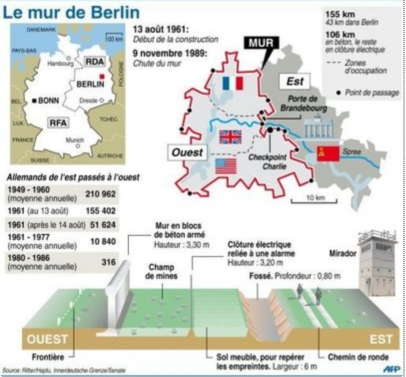 Le mur de Berlin
13 août 1961:
Début de la construction
9 novembre 1989:
Chute du mur
155 km
43 km dans Berlin
106 km
en béton, le reste
en clôture électrique
Zones
d'occupation
Point de passage
DANEMARK
100 km
PAYS-BAS
Hambourg
RDA
BERLIN
POLOGNE
BONN
Dresde
BEL.
RFA
TCHEC.
LUX.
FRANCE
Munich
SUISSE
AUTRICHE
MUR
Est
Porte de
Brandebourg
Ouest
Checkpoint
Charlie
Spree
10 km
Allemands de l'est passés à l'ouest
1949 - 1960
(moyenne annuelle) 210 962
1961 (au 13 août) 155 402
1961 (après le 14 août) 51 624
1961 - 1977
(moyenne annuelle) 10 840
1980 - 1986
(moyenne annuelle) 316
Mur en blocs
de béton armé
Hauteur : 3,30 m
Clôture électrique
reliée à une alarme
Hauteur : 3,20 m
Mirador
Champ
de mines
Fossé. Profondeur : 0,80 m
OUEST
EST
Frontière
Sol meuble, pour repérer
les empreintes. Largeur : 6 m
Chemin de ronde
Source: Ritter/Hajdu, Innerdeutsche Grenze/Senate
AFP